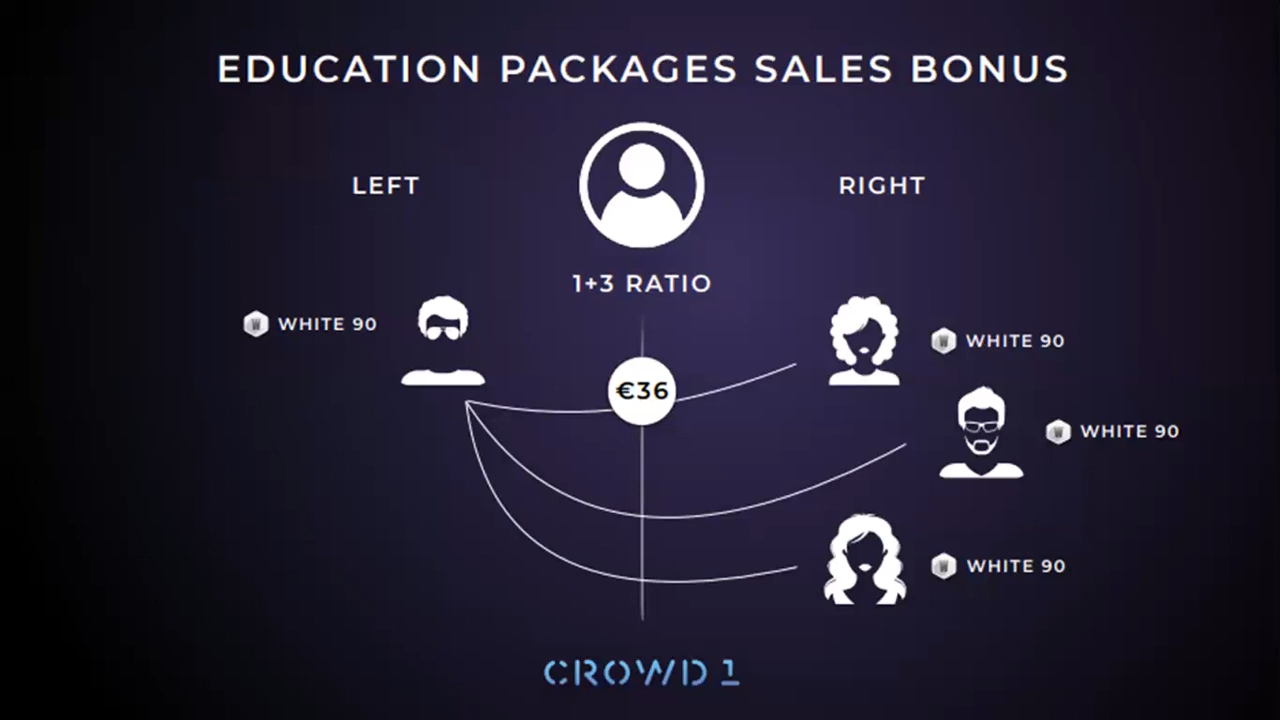 EDUCATION PACKAGES SALES BONUS
LEFT
RIGHT
1+3 RATIO
W WHITE 90
W WHITE 90
€36
W WHITE 90
W WHITE 90
CROWD 1